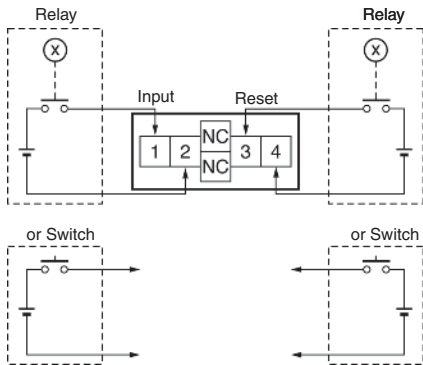 Relay Relay
X X
Input Reset
1 2 NC 3 4
NC
or Switch or Switch